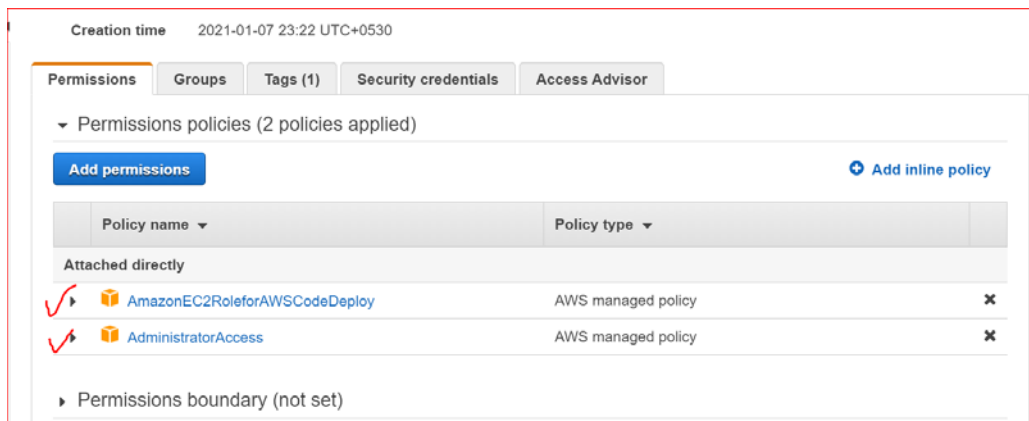 Creation time 2021-01-07 23:22 UTC+0530
Permissions Groups Tags (1) Security credentials Access Advisor
Permissions policies (2 policies applied)
Add permissions Add inline policy
Policy name Policy type
Attached directly
AmazonEC2RoleforAWSCodeDeploy AWS managed policy
AdministratorAccess AWS managed policy
Permissions boundary (not set)